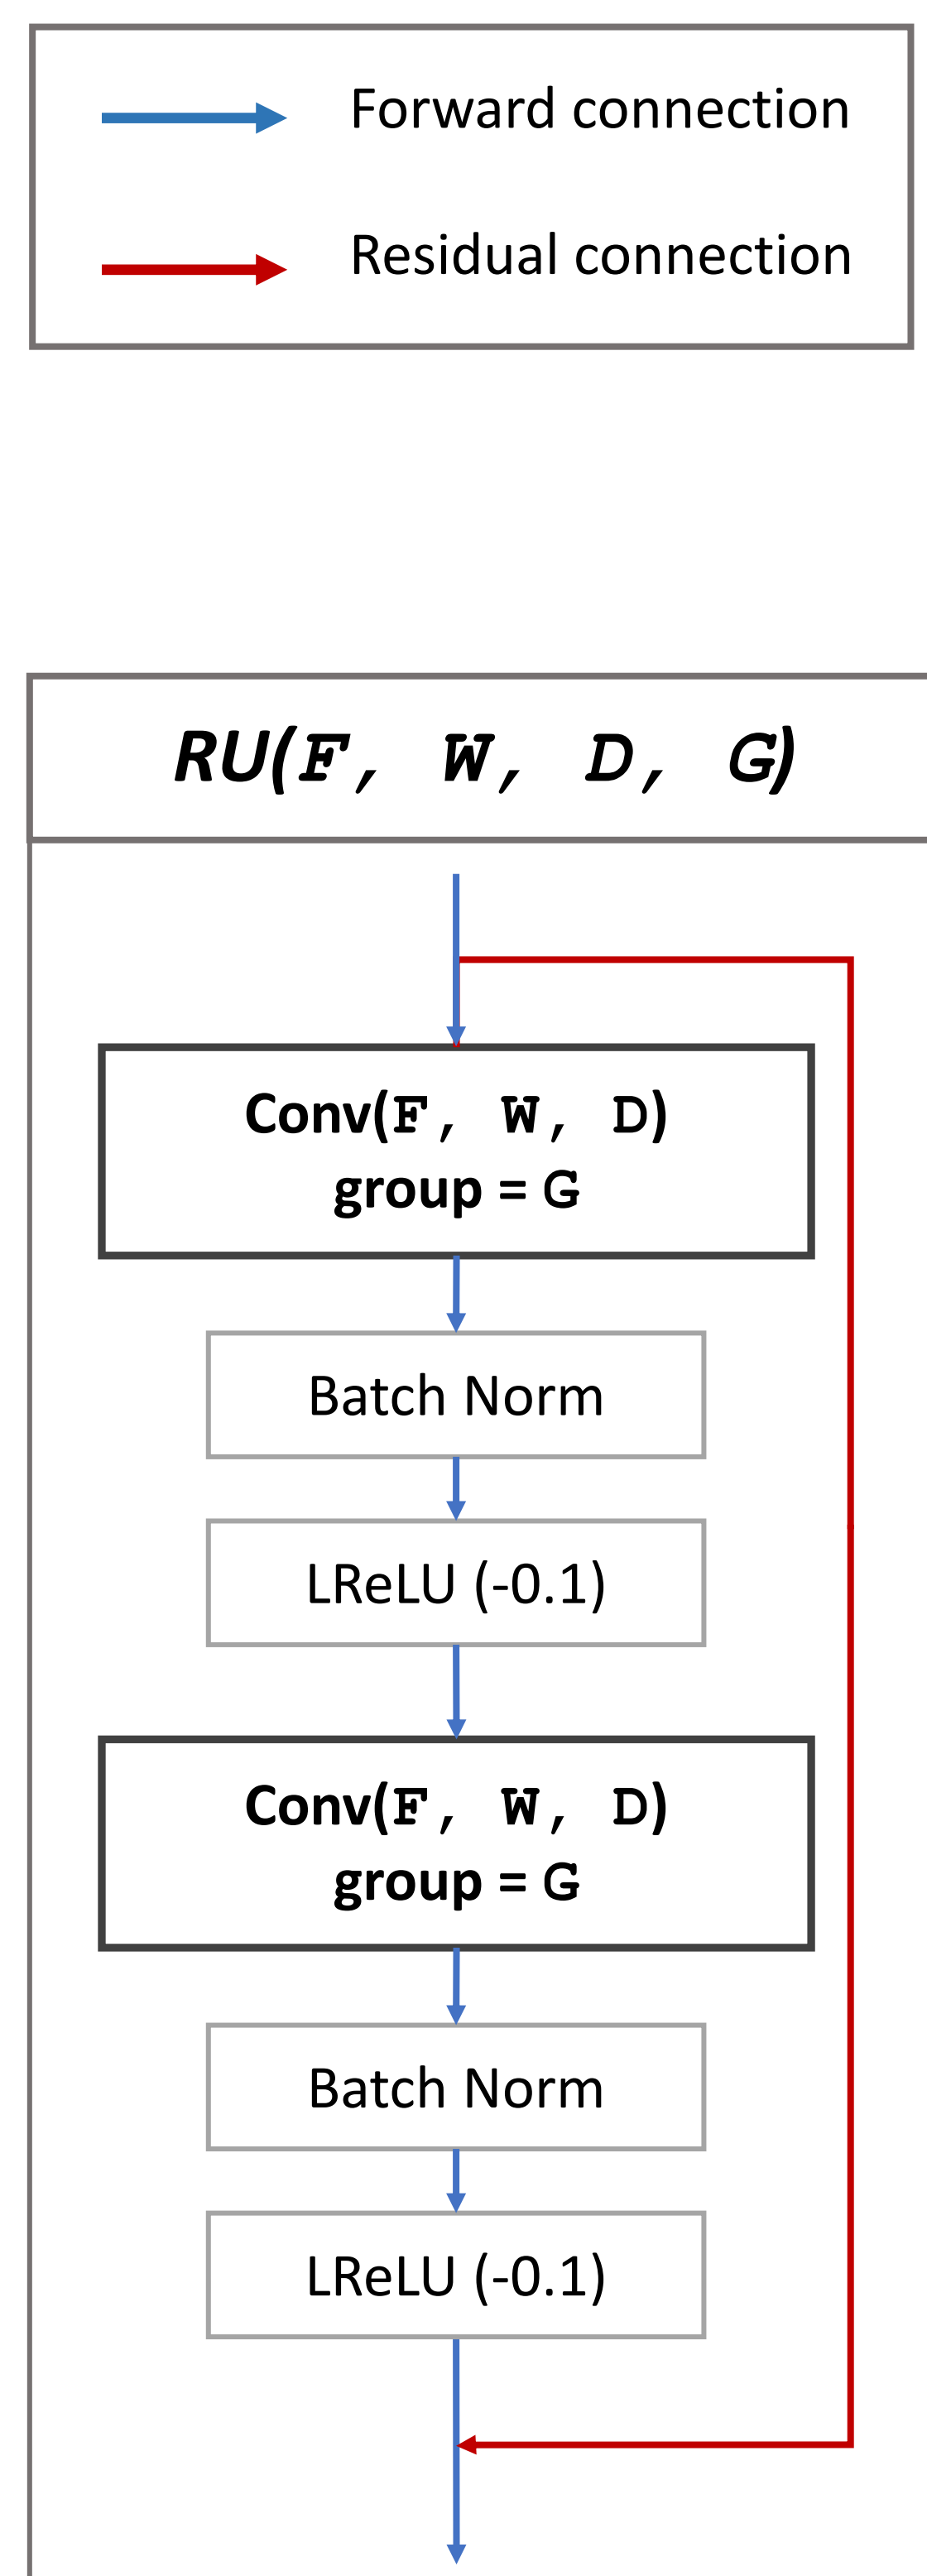 Forward connection
Residual connection
RU(F, W, D, G)
Conv(F, W, D)
group = G
Batch Norm
LReLU (-0.1)
Conv(F, W, D)
group = G
Batch Norm
LReLU (-0.1)